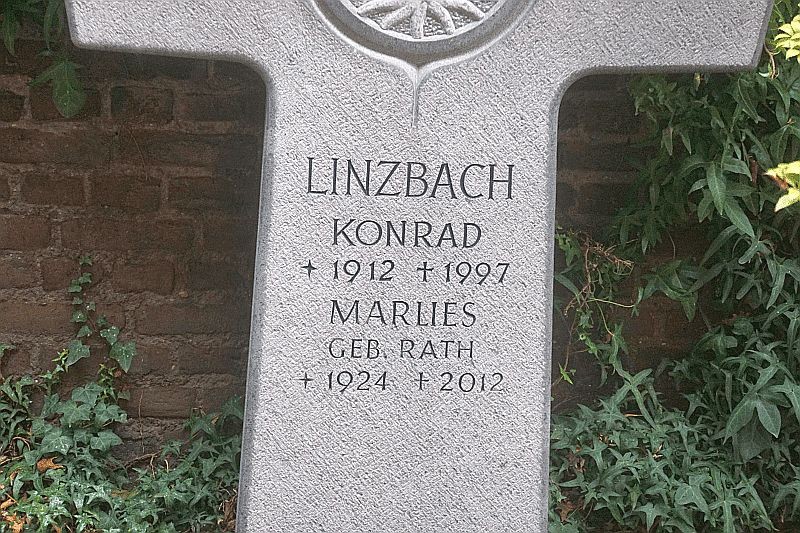 LINZBACH
KONRAD
✦ 1912 ✝ 1997
MARLIES
GEB. RATH
✦ 1924 ✝ 2012